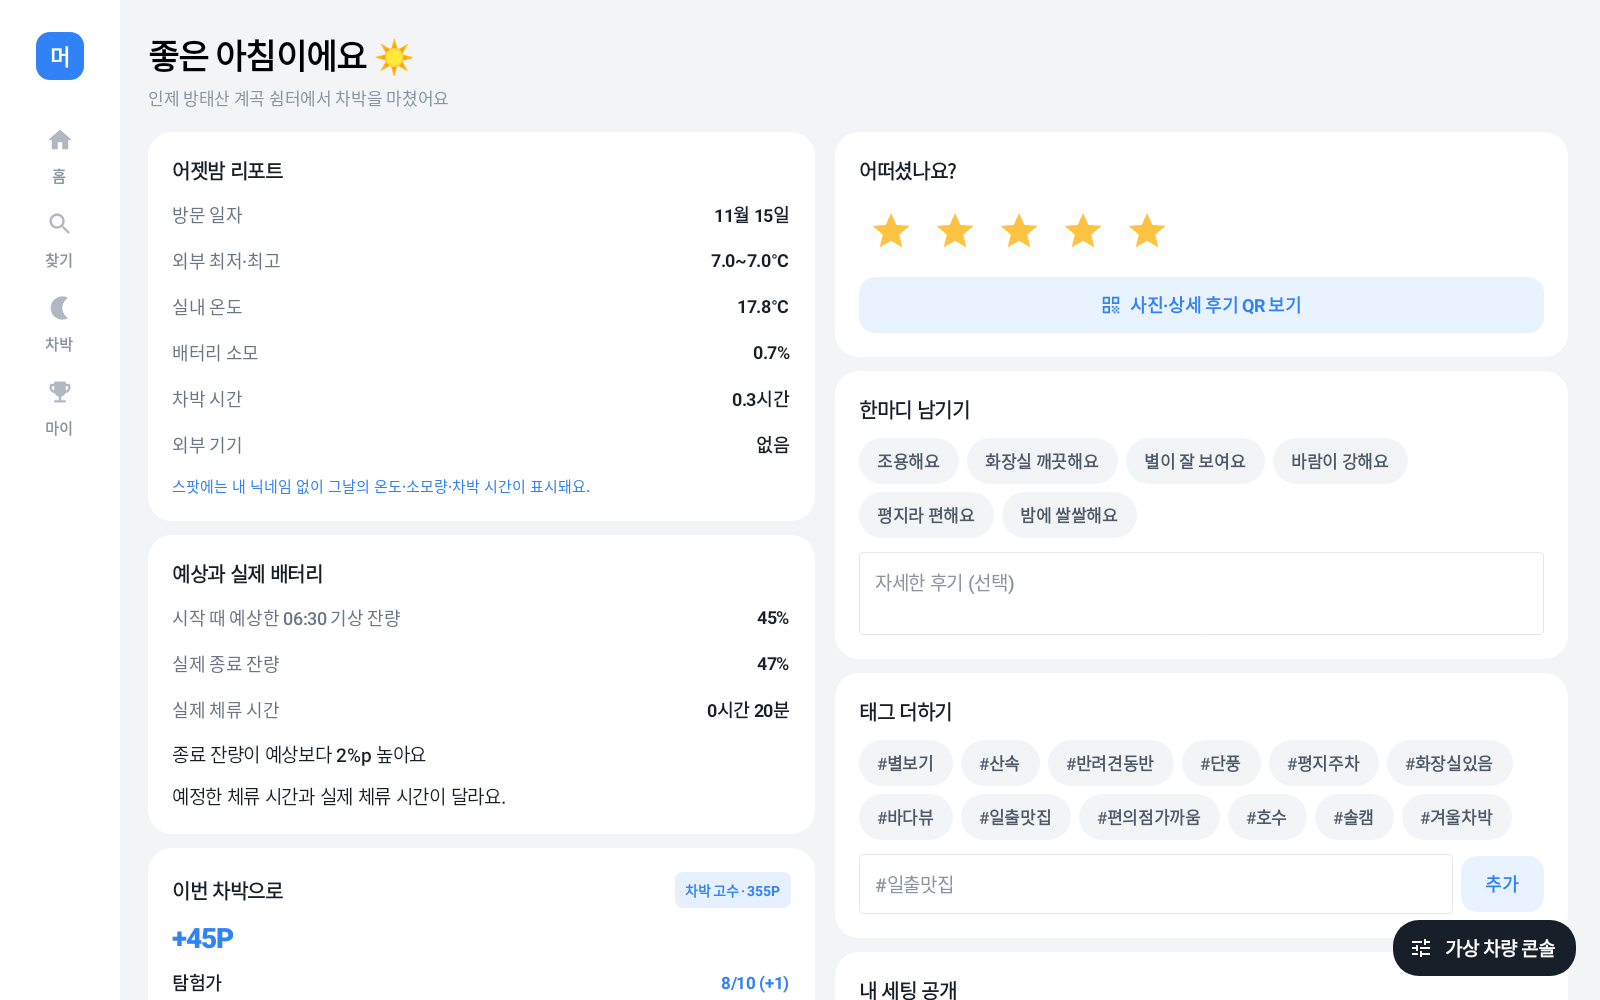 머
홈
찾기
차박
마이
좋은 아침이에요 ☀️
인제 방태산 계곡 쉼터에서 차박을 마쳤어요
어젯밤 리포트
방문 일자 11월 15일
외부 최저·최고 7.0~7.0°C
실내 온도 17.8°C
배터리 소모 0.7%
차박 시간 0.3시간
외부 기기 없음
스팟에는 내 닉네임 없이 그날의 온도·소모량·차박 시간이 표시돼요.
예상과 실제 배터리
시작 때 예상한 06:30 기상 잔량 45%
실제 종료 잔량 47%
실제 체류 시간 0시간 20분
종료 잔량이 예상보다 2%p 높아요
예정한 체류 시간과 실제 체류 시간이 달라요.
이번 차박으로 차박 고수 · 355P
+45P
탐험가 8/10 (+1)
어떠셨나요?
사진·상세 후기 QR 보기
한마디 남기기
조용해요 화장실 깨끗해요 별이 잘 보여요 바람이 강해요
평지라 편해요 밤에 쌀쌀해요
자세한 후기 (선택)
태그 더하기
#별보기 #산속 #반려견동반 #단풍 #평지주차 #화장실있음
#바다뷰 #일출맛집 #편의점가까움 #호수 #솔캠 #겨울차박
#일출맛집 추가
가상 차량 콘솔
내 세팅 공개